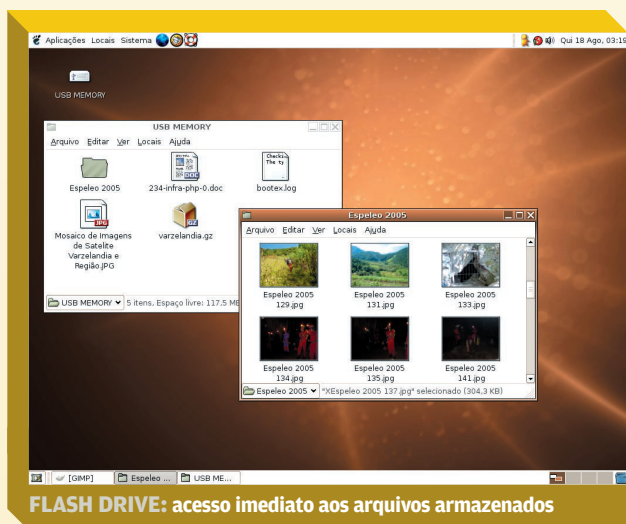 Aplicações Locais Sistema
Qui 18 Ago, 03:19
USB MEMORY
USB MEMORY
Arquivo Editar Ver Locais Ajuda
Espeleo 2005
234-infra-php-0.doc
bootex.log
Mosaico de Imagens
de Satelite
Varzelandia e
Região.JPG
varzelandia.gz
USB MEMORY 5 itens, Espaço livre: 117,5 MB
Espeleo 2005
Arquivo Editar Ver Locais Ajuda
Espeleo 2005
129.jpg
Espeleo 2005
131.jpg
Espeleo 2005
133.jpg
Espeleo 2005
134.jpg
Espeleo 2005
135.jpg
Espeleo 2005
141.jpg
Espeleo 2005 "XEspeleo 2005 137.jpg" selecionado (304,3 KB)
[GIMP] Espeleo ... USB ME...
FLASH DRIVE: acesso imediato aos arquivos armazenados